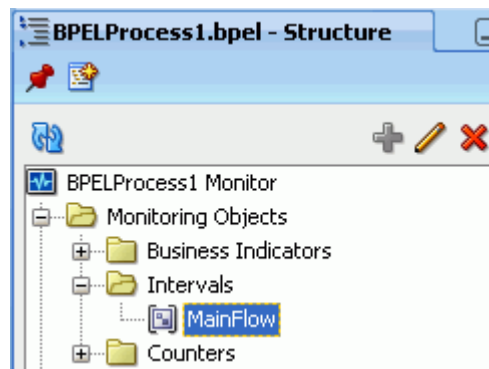 BPELProcess1.bpel - Structure
BPELProcess1 Monitor
Monitoring Objects
Business Indicators
Intervals
MainFlow
Counters